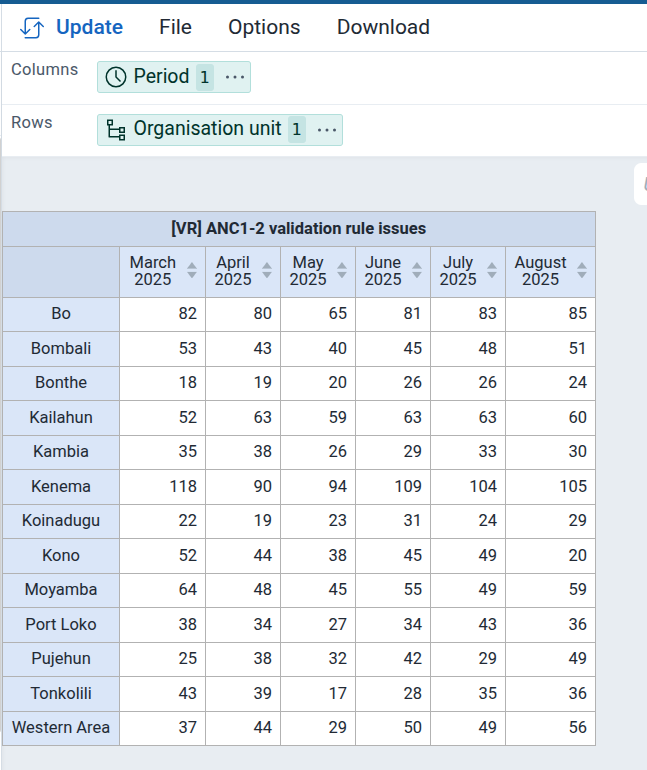 Update File Options Download
Columns Period 1 ...
Rows Organisation unit 1 ...
[VR] ANC1-2 validation rule issues
March 2025 April 2025 May 2025 June 2025 July 2025 August 2025
Bo 82 80 65 81 83 85
Bombali 53 43 40 45 48 51
Bonthe 18 19 20 26 26 24
Kailahun 52 63 59 63 63 60
Kambia 35 38 26 29 33 30
Kenema 118 90 94 109 104 105
Koinadugu 22 19 23 31 24 29
Kono 52 44 38 45 49 20
Moyamba 64 48 45 55 49 59
Port Loko 38 34 27 34 43 36
Pujehun 25 38 32 42 29 49
Tonkolili 43 39 17 28 35 36
Western Area 37 44 29 50 49 56